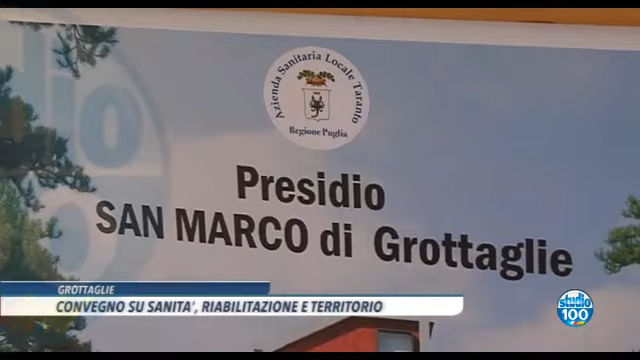 Azienda Sanitaria Locale Taranto
Regione Puglia
Presidio
SAN MARCO di Grottaglie
GROTTAGLIE
CONVEGNO SU SANITA', RIABILITAZIONE E TERRITORIO
studio
100